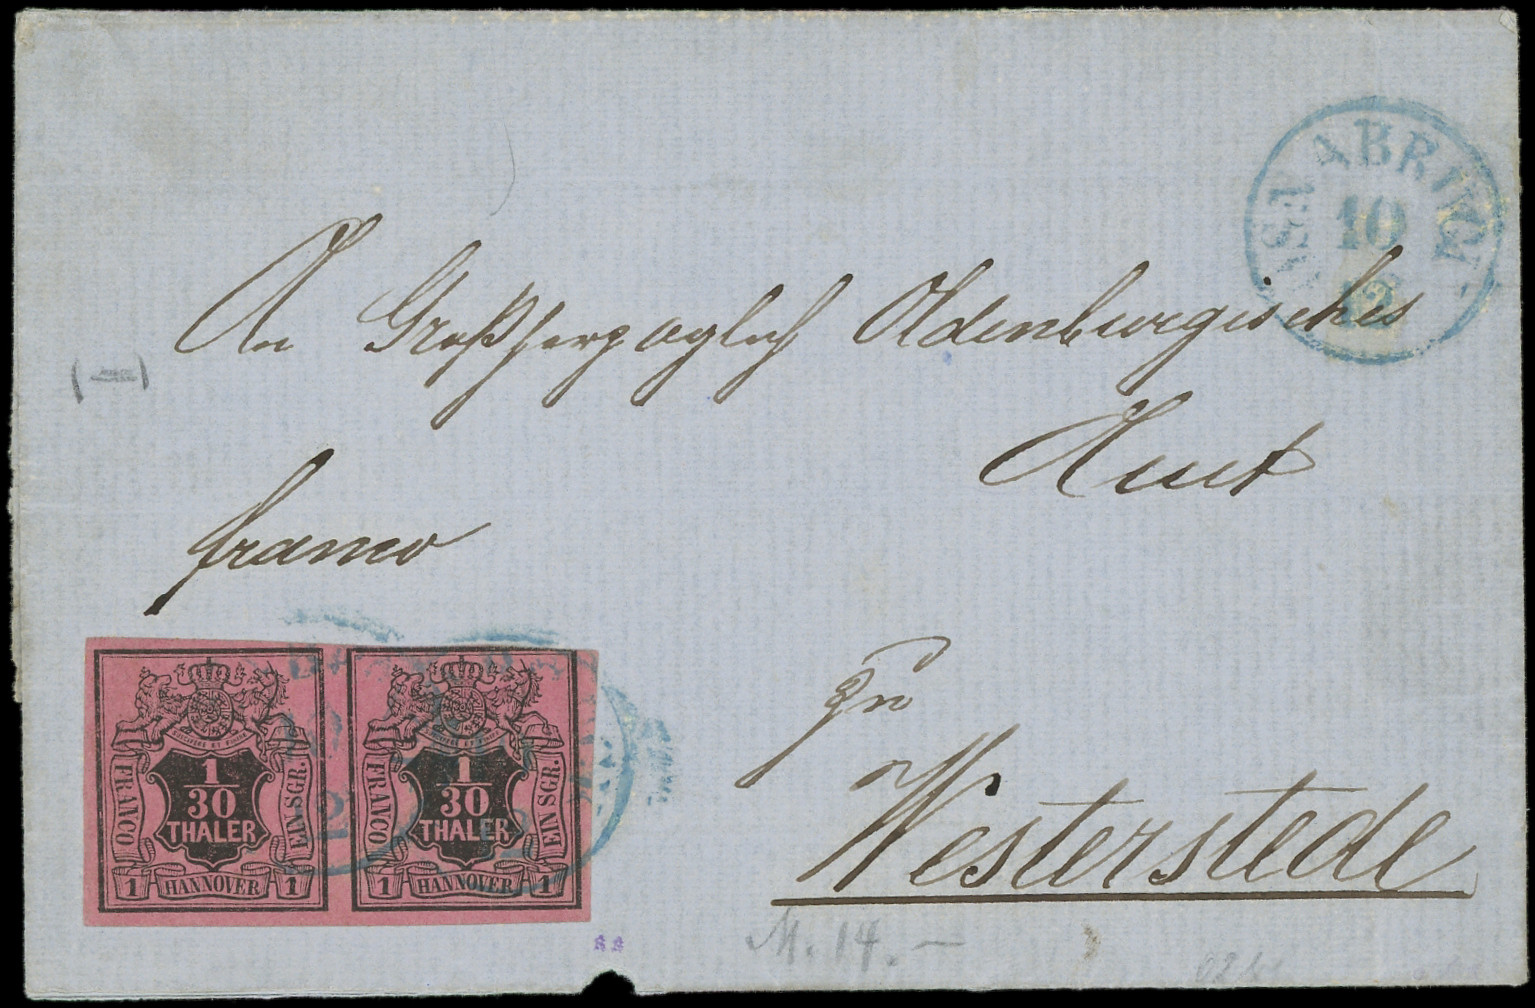 OSNABRÜCK
10
12
An Großherzoglich Oldenburgisches
Amt
franco
Zu
Westerstede
1/30
THALER
FRANCO
EIN SGR.
1 HANNOVER 1
1/30
THALER
FRANCO
EIN SGR.
1 HANNOVER 1
M. 14. —